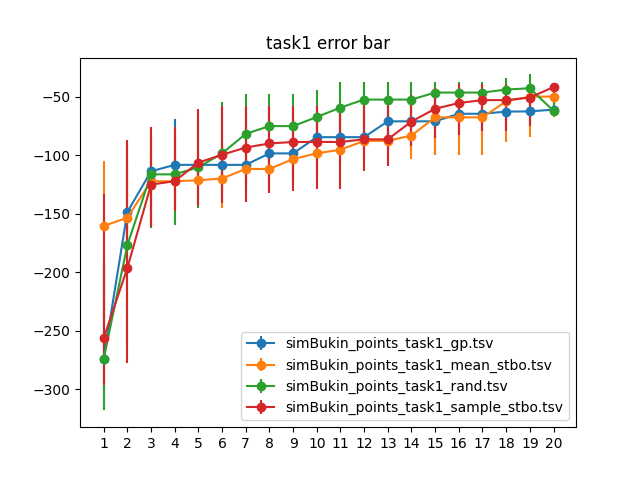 task1 error bar
−50
−100
−150
−200
−250
−300
simBukin_points_task1_gp.tsv
simBukin_points_task1_mean_stbo.tsv
simBukin_points_task1_rand.tsv
simBukin_points_task1_sample_stbo.tsv
1 2 3 4 5 6 7 8 9 10 11 12 13 14 15 16 17 18 19 20